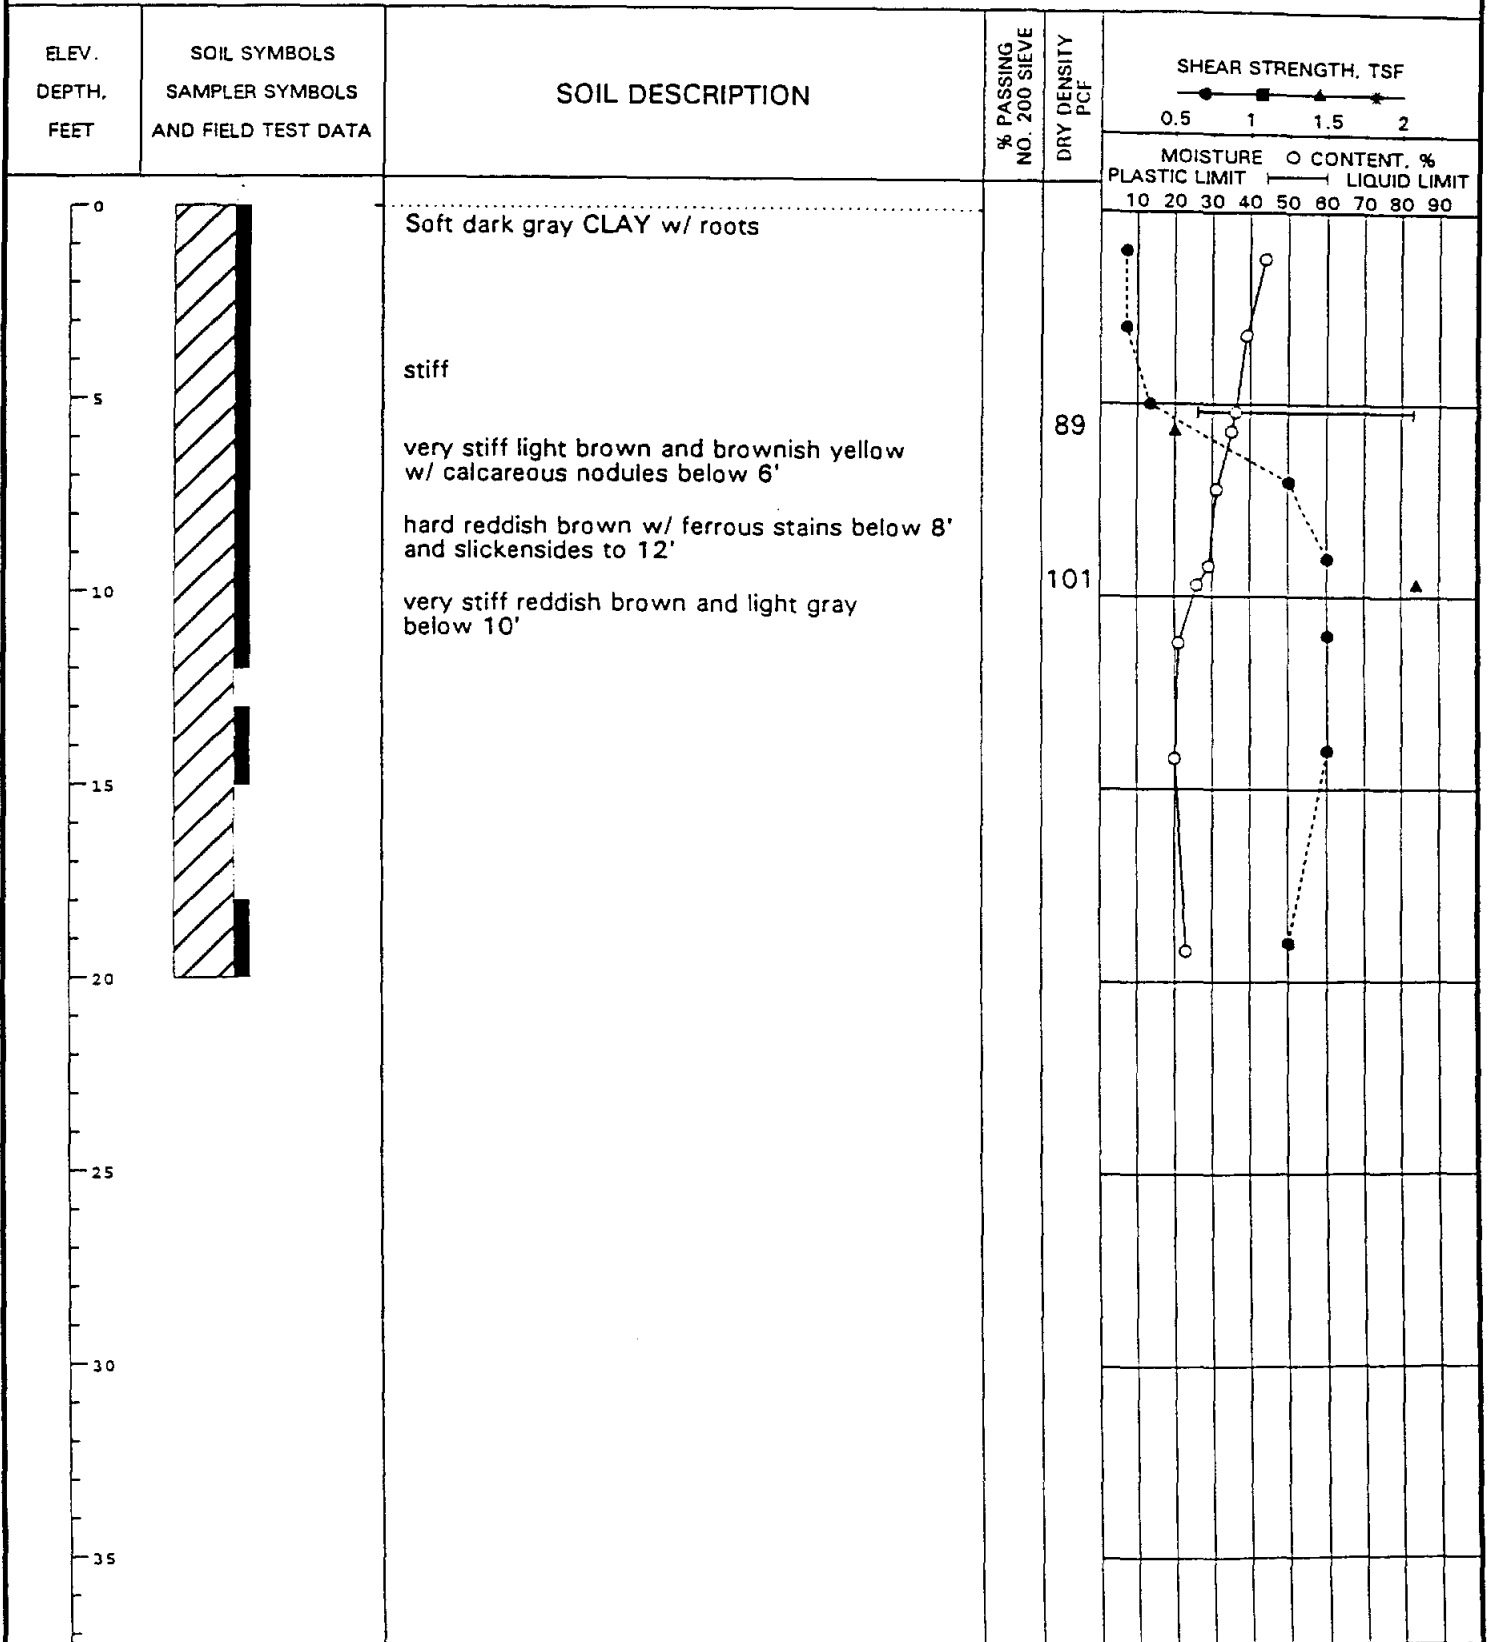 ELEV.
DEPTH,
FEET
SOIL SYMBOLS
SAMPLER SYMBOLS
AND FIELD TEST DATA
SOIL DESCRIPTION
% PASSING
NO. 200 SIEVE
DRY DENSITY
PCF
SHEAR STRENGTH, TSF
0.5 1 1.5 2
MOISTURE CONTENT, %
PLASTIC LIMIT LIQUID LIMIT
10 20 30 40 50 60 70 80 90
0
Soft dark gray CLAY w/ roots
stiff
5
89
very stiff light brown and brownish yellow
w/ calcareous nodules below 6'
hard reddish brown w/ ferrous stains below 8'
and slickensides to 12'
101
10
very stiff reddish brown and light gray
below 10'
15
20
25
30
35